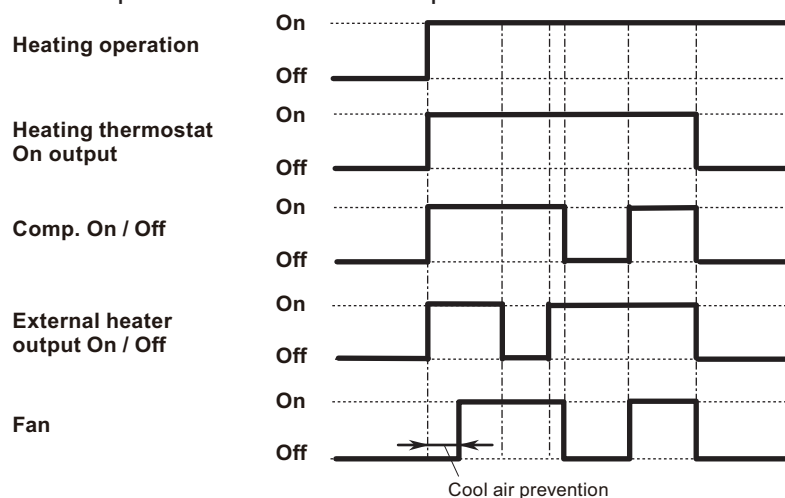 On
Heating operation
Off
On
Heating thermostat
On output
Off
On
Comp. On / Off
Off
On
External heater
output On / Off
Off
On
Fan
Off
Cool air prevention